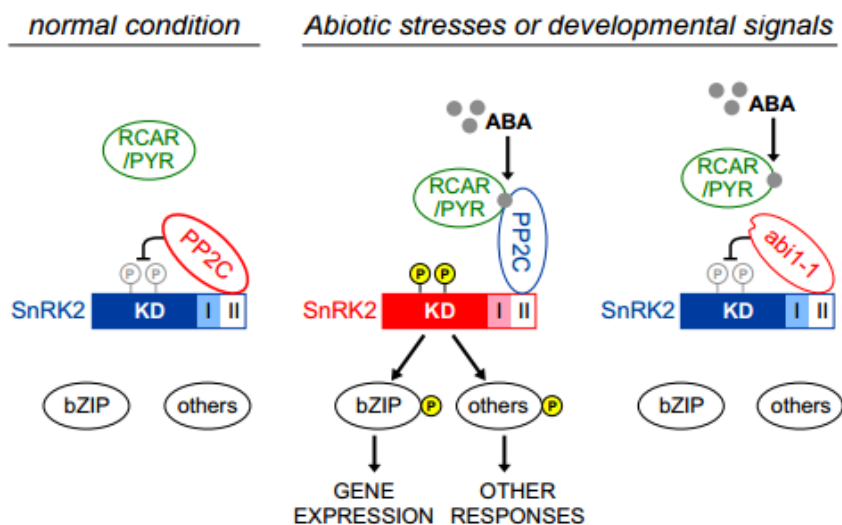 normal condition
Abiotic stresses or developmental signals
RCAR
/PYR
PP2C
P P
SnRK2 KD I II
bZIP others
ABA
RCAR
/PYR
PP2C
P P
SnRK2 KD I II
bZIP P others P
GENE
EXPRESSION
OTHER
RESPONSES
ABA
RCAR
/PYR
abi1-1
P P
SnRK2 KD I II
bZIP others